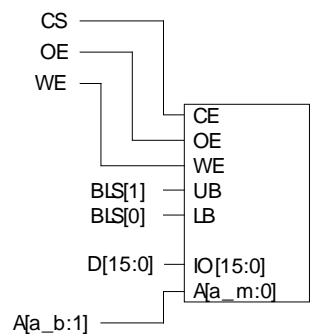 CS
OE
WE
CE
OE
WE
BLS[1] UB
BLS[0] LB
D[15:0] IO[15:0]
A[a_m:0]
A[a_b:1]